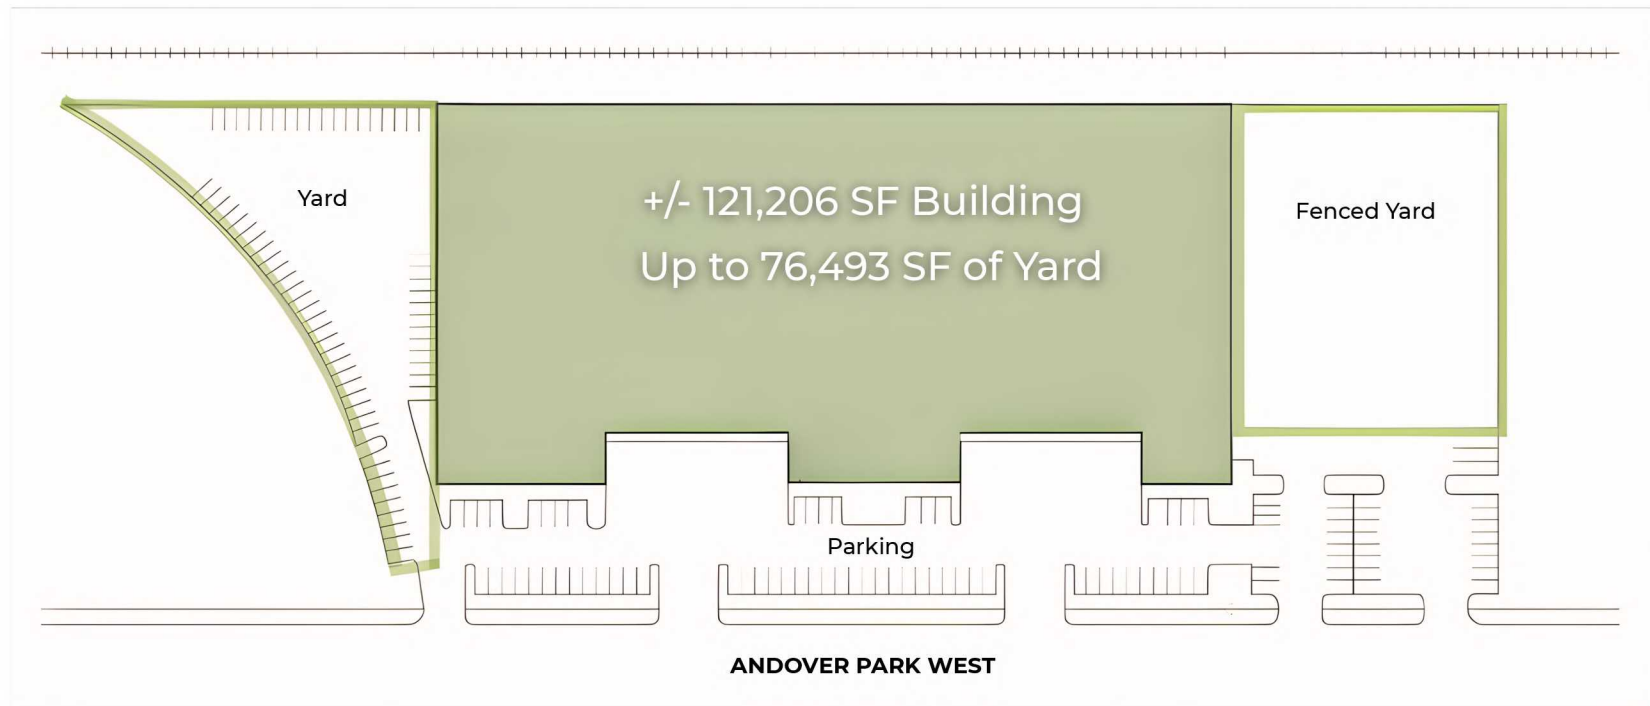 +/- 121,206 SF Building
Yard
Fenced Yard
Up to 76,493 SF of Yard
Parking
ANDOVER PARK WEST